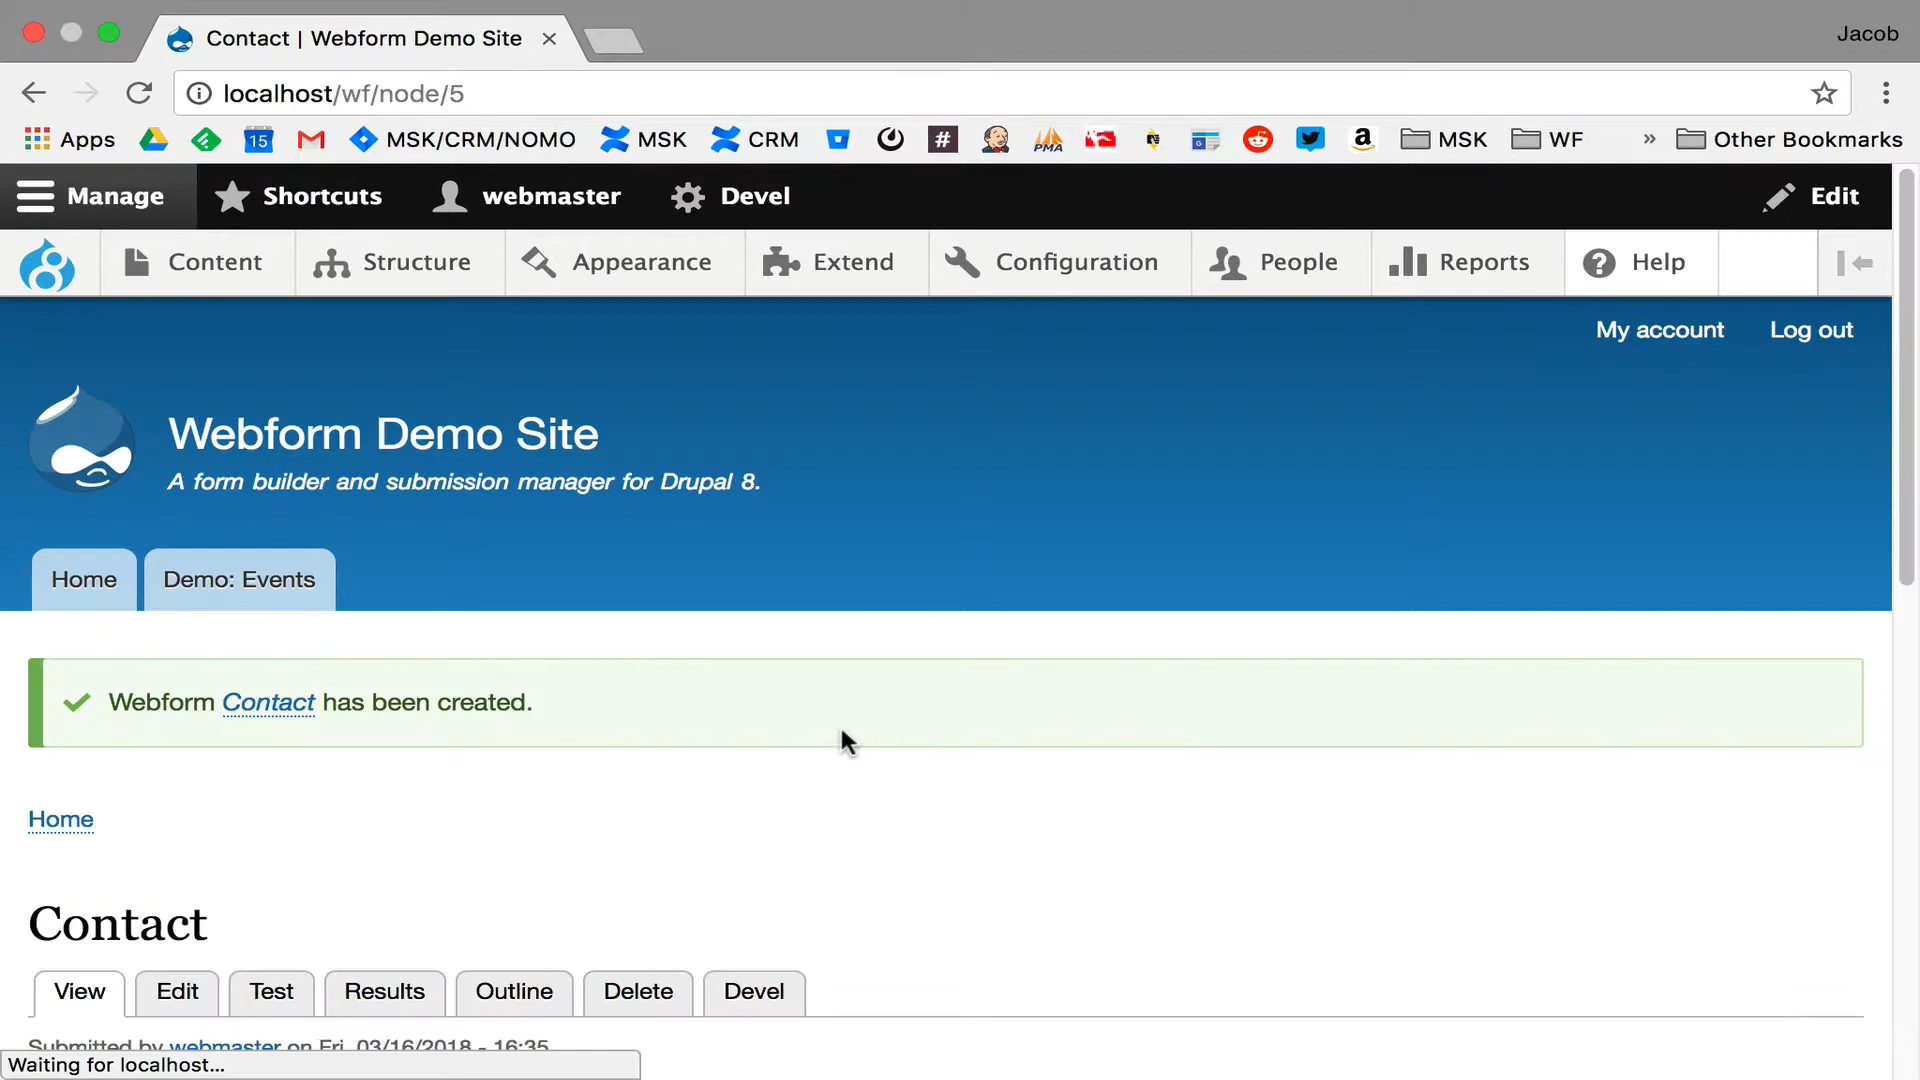 Contact | Webform Demo Site
Jacob
localhost/wf/node/5
Apps 15 MSK/CRM/NOMO MSK CRM # PMA a MSK WF » Other Bookmarks
Manage Shortcuts webmaster Devel Edit
Content Structure Appearance Extend Configuration People Reports Help
My account Log out
Webform Demo Site
A form builder and submission manager for Drupal 8.
Home Demo: Events
Webform Contact has been created.
Home
Contact
View Edit Test Results Outline Delete Devel
Submitted by webmaster on Fri, 03/16/2018 - 16:35
Waiting for localhost...